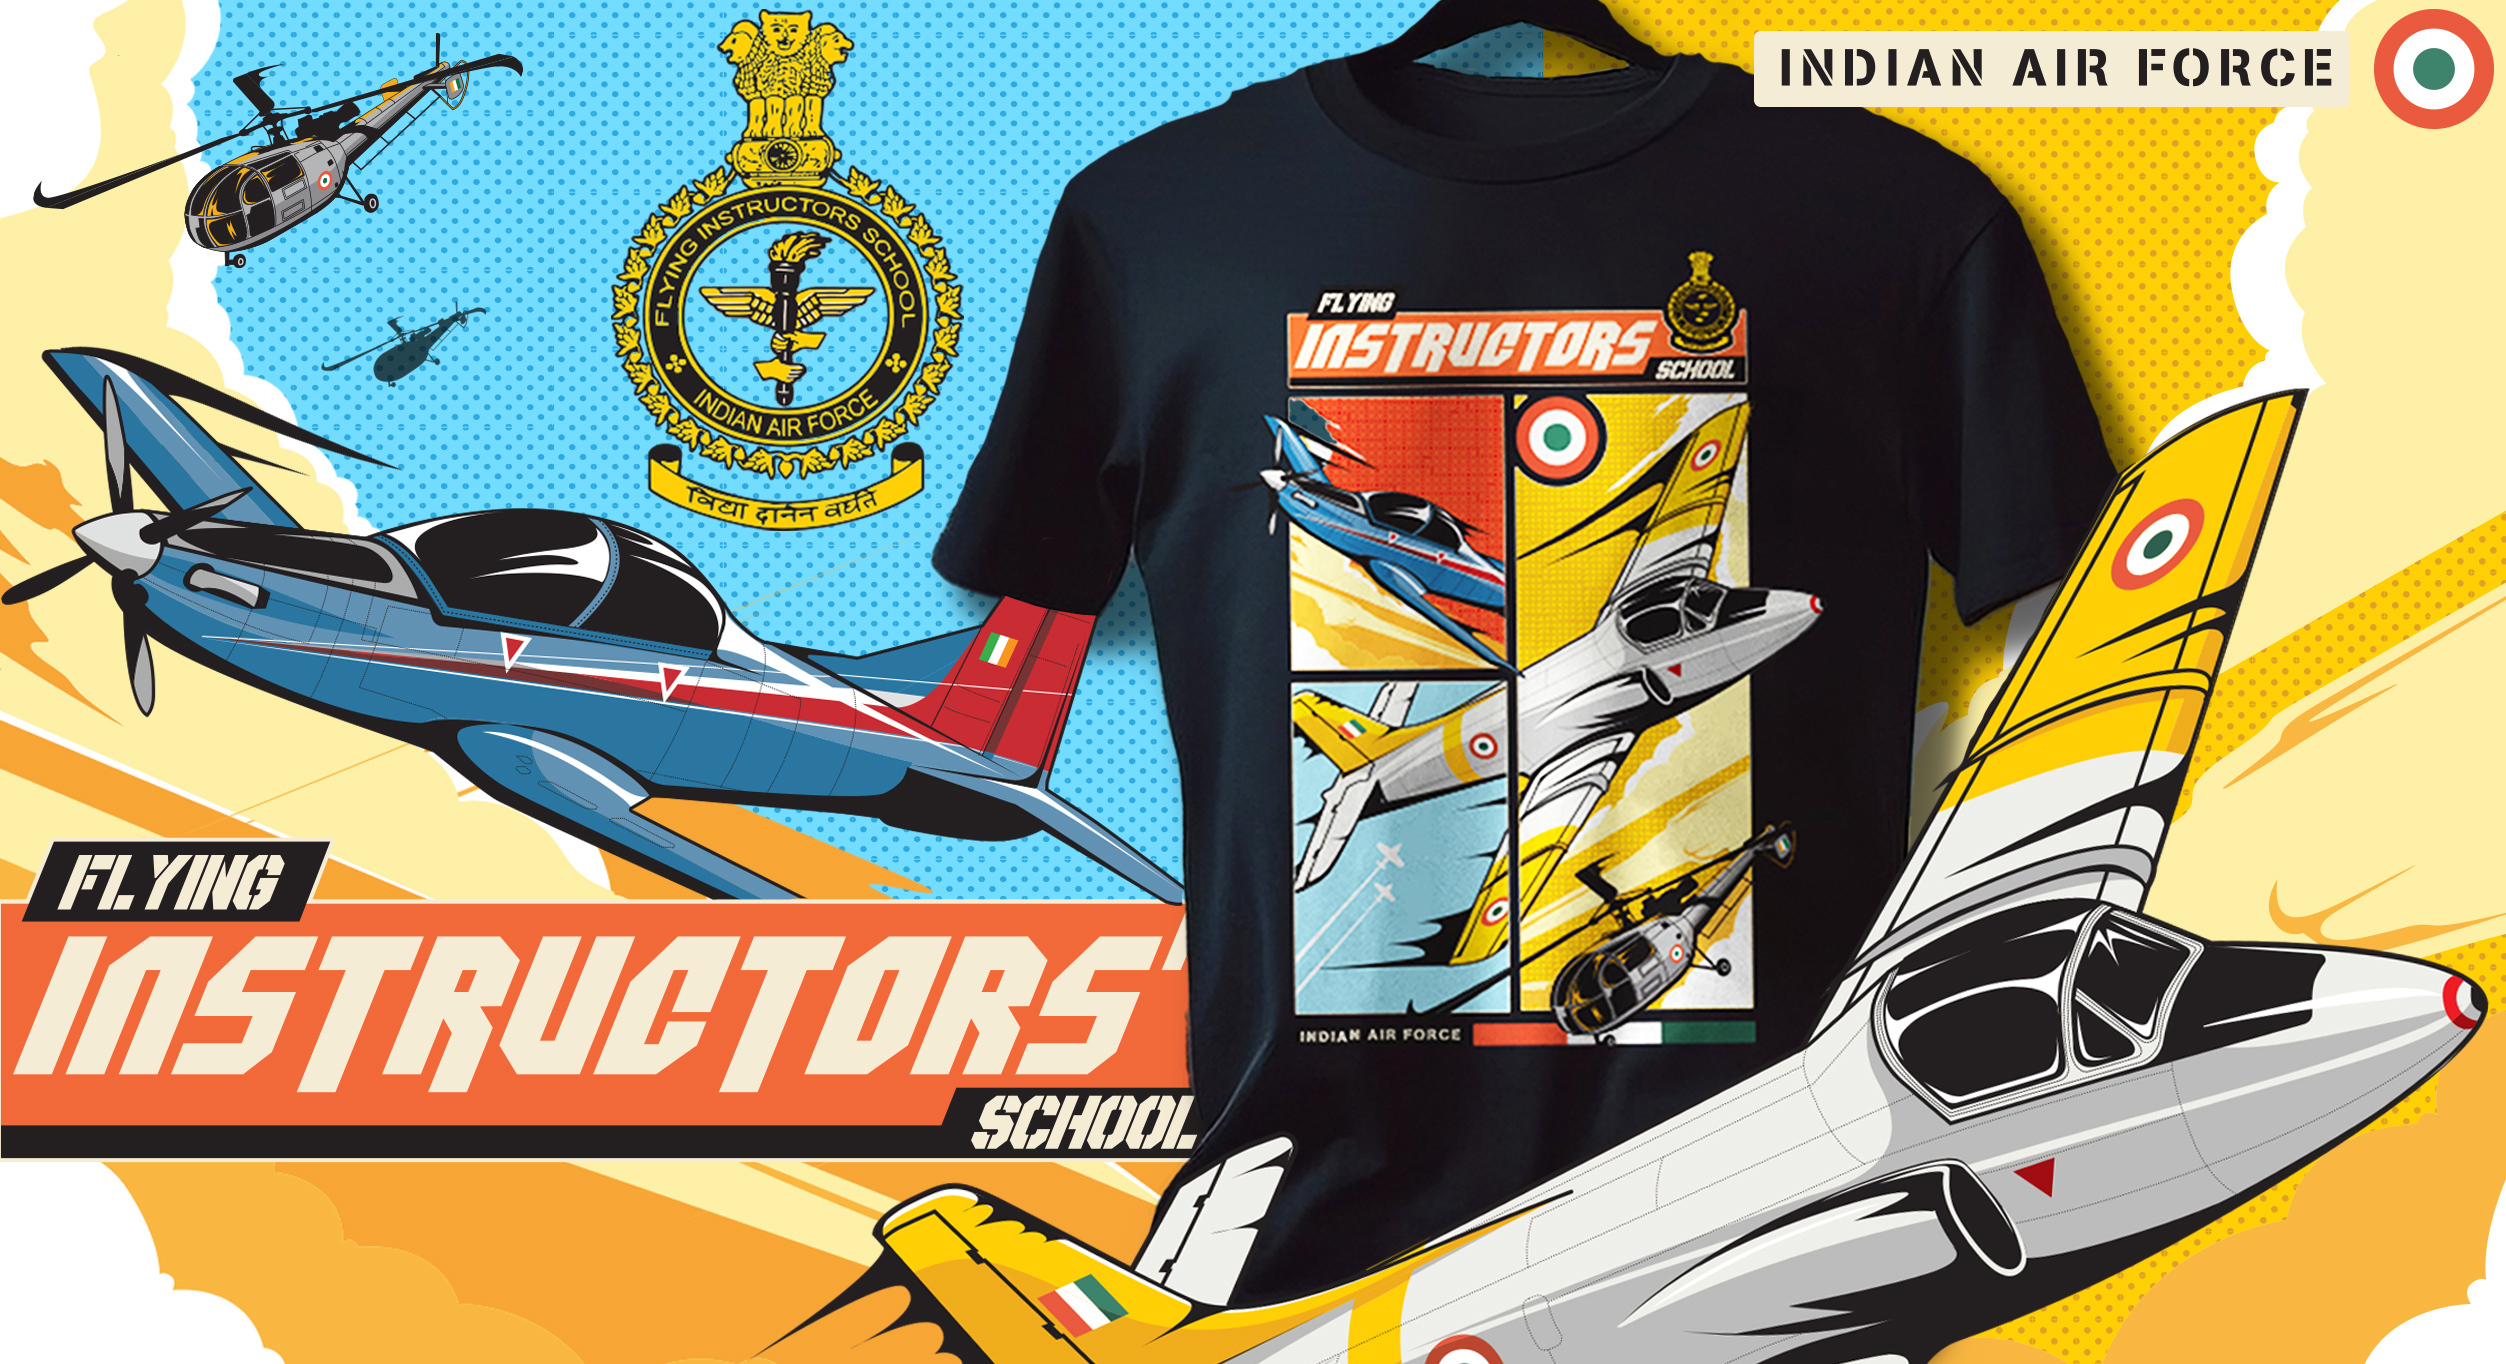 INDIAN AIR FORCE
FLYING INSTRUCTORS SCHOOL
INDIAN AIR FORCE
विद्या दानेन वर्धते
FLYING
INSTRUCTORS
SCHOOL
INDIAN AIR FORCE
FLYING
INSTRUCTORS'
SCHOOL